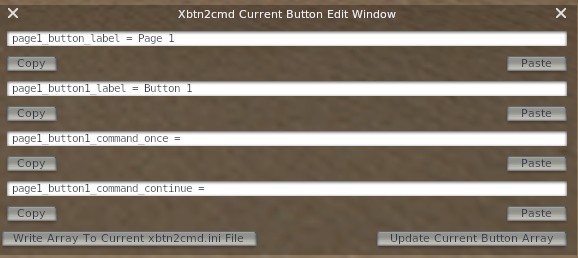 Xbtn2cmd Current Button Edit Window
page1_button_label = Page 1
Copy Paste
page1_button1_label = Button 1
Copy Paste
page1_button1_command_once =
Copy Paste
page1_button1_command_continue =
Copy Paste
Write Array To Current xbtn2cmd.ini File Update Current Button Array